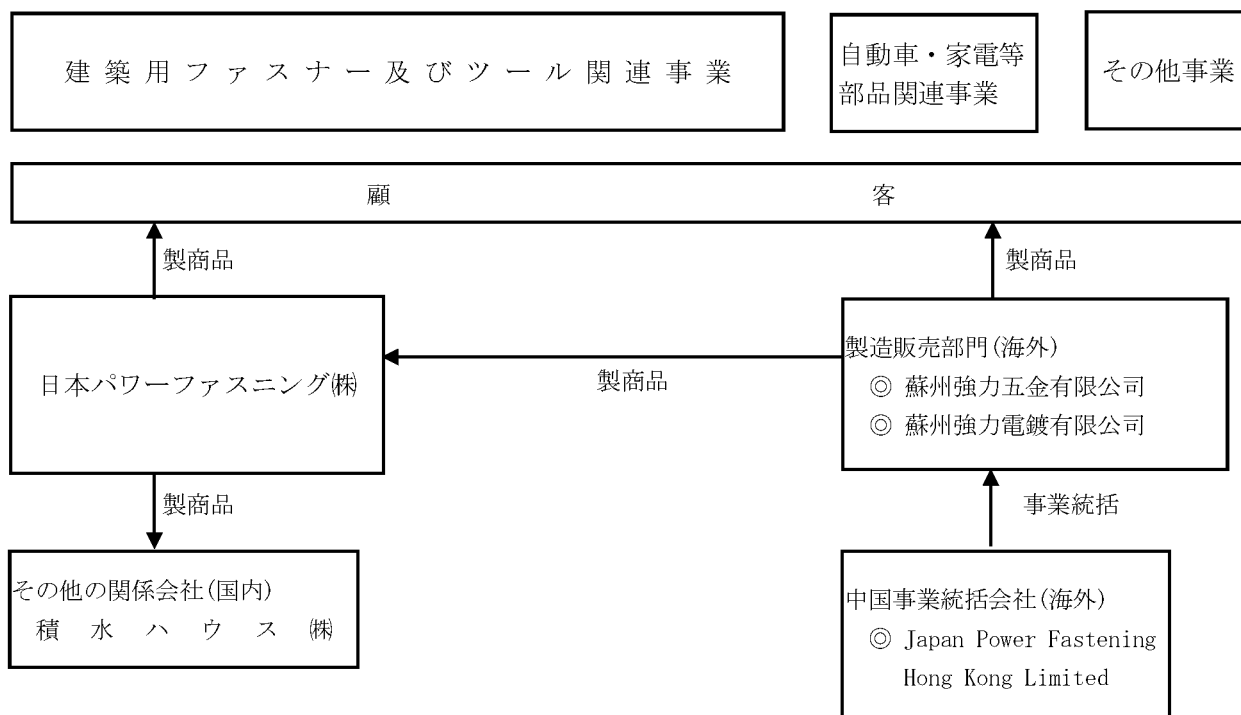 建築用ファスナー及びツール関連事業
自動車・家電等
部品関連事業
その他事業
顧客
製商品
製商品
日本パワーファスニング㈱
製商品
製造販売部門(海外)
◎ 蘇州強力五金有限公司
◎ 蘇州強力電鍍有限公司
製商品
事業統括
その他の関係会社(国内)
積水ハウス㈱
中国事業統括会社(海外)
◎ Japan Power Fastening
Hong Kong Limited